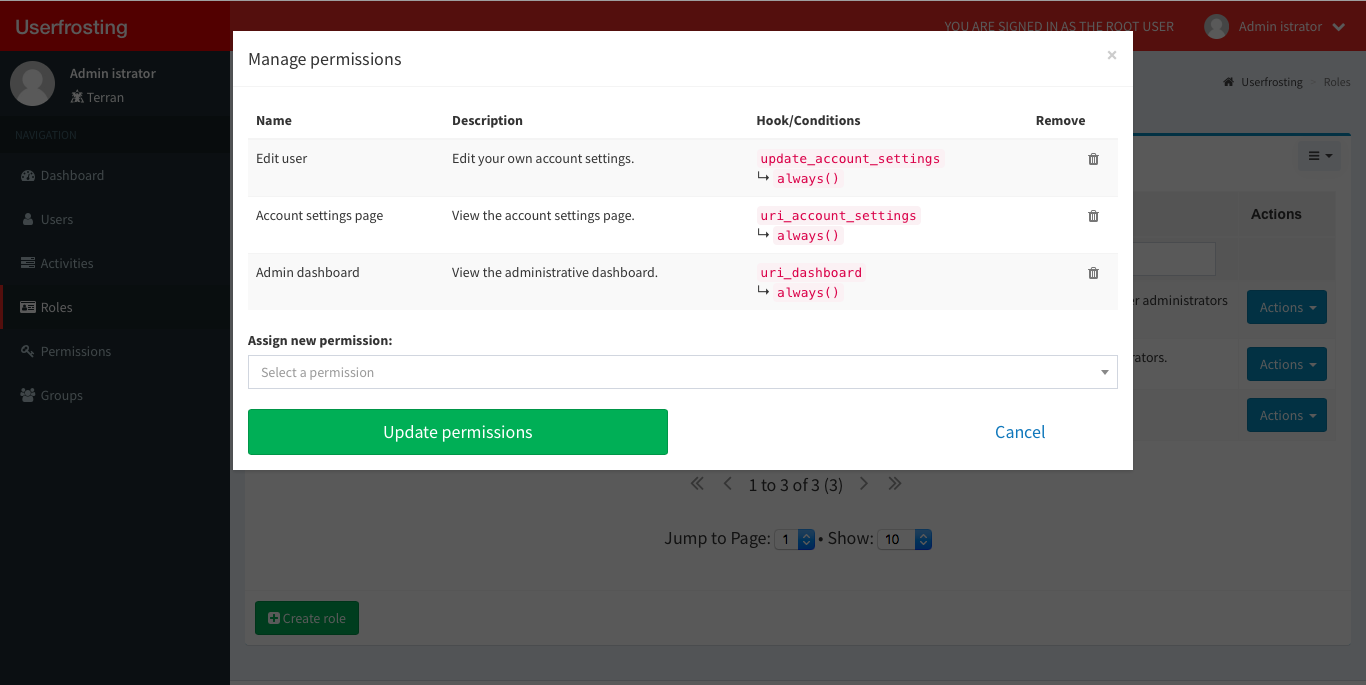 Userfrosting
YOU ARE SIGNED IN AS THE ROOT USER
Admin istrator
Admin istrator
Terran
Userfrosting
Roles
NAVIGATION
Dashboard
Users
Activities
Roles
Permissions
Groups
Manage permissions
×
Name Description Hook/Conditions Remove
Edit user Edit your own account settings. update_account_settings
always()
Account settings page View the account settings page. uri_account_settings
always()
Admin dashboard View the administrative dashboard. uri_dashboard
always()
Assign new permission:
Select a permission
Update permissions Cancel
Actions
administrators
Actions
Actions
Actions
1 to 3 of 3 (3)
Jump to Page: 1 • Show: 10
Create role